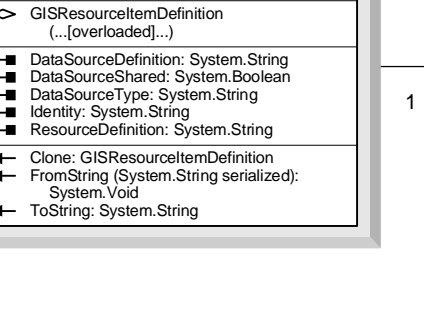 GISResourceItemDefinition
(...[overloaded]...)
DataSourceDefinition: System.String
DataSourceShared: System.Boolean
DataSourceType: System.String
Identity: System.String
ResourceDefinition: System.String
1
Clone: GISResourceItemDefinition
FromString (System.String serialized):
System.Void
ToString: System.String